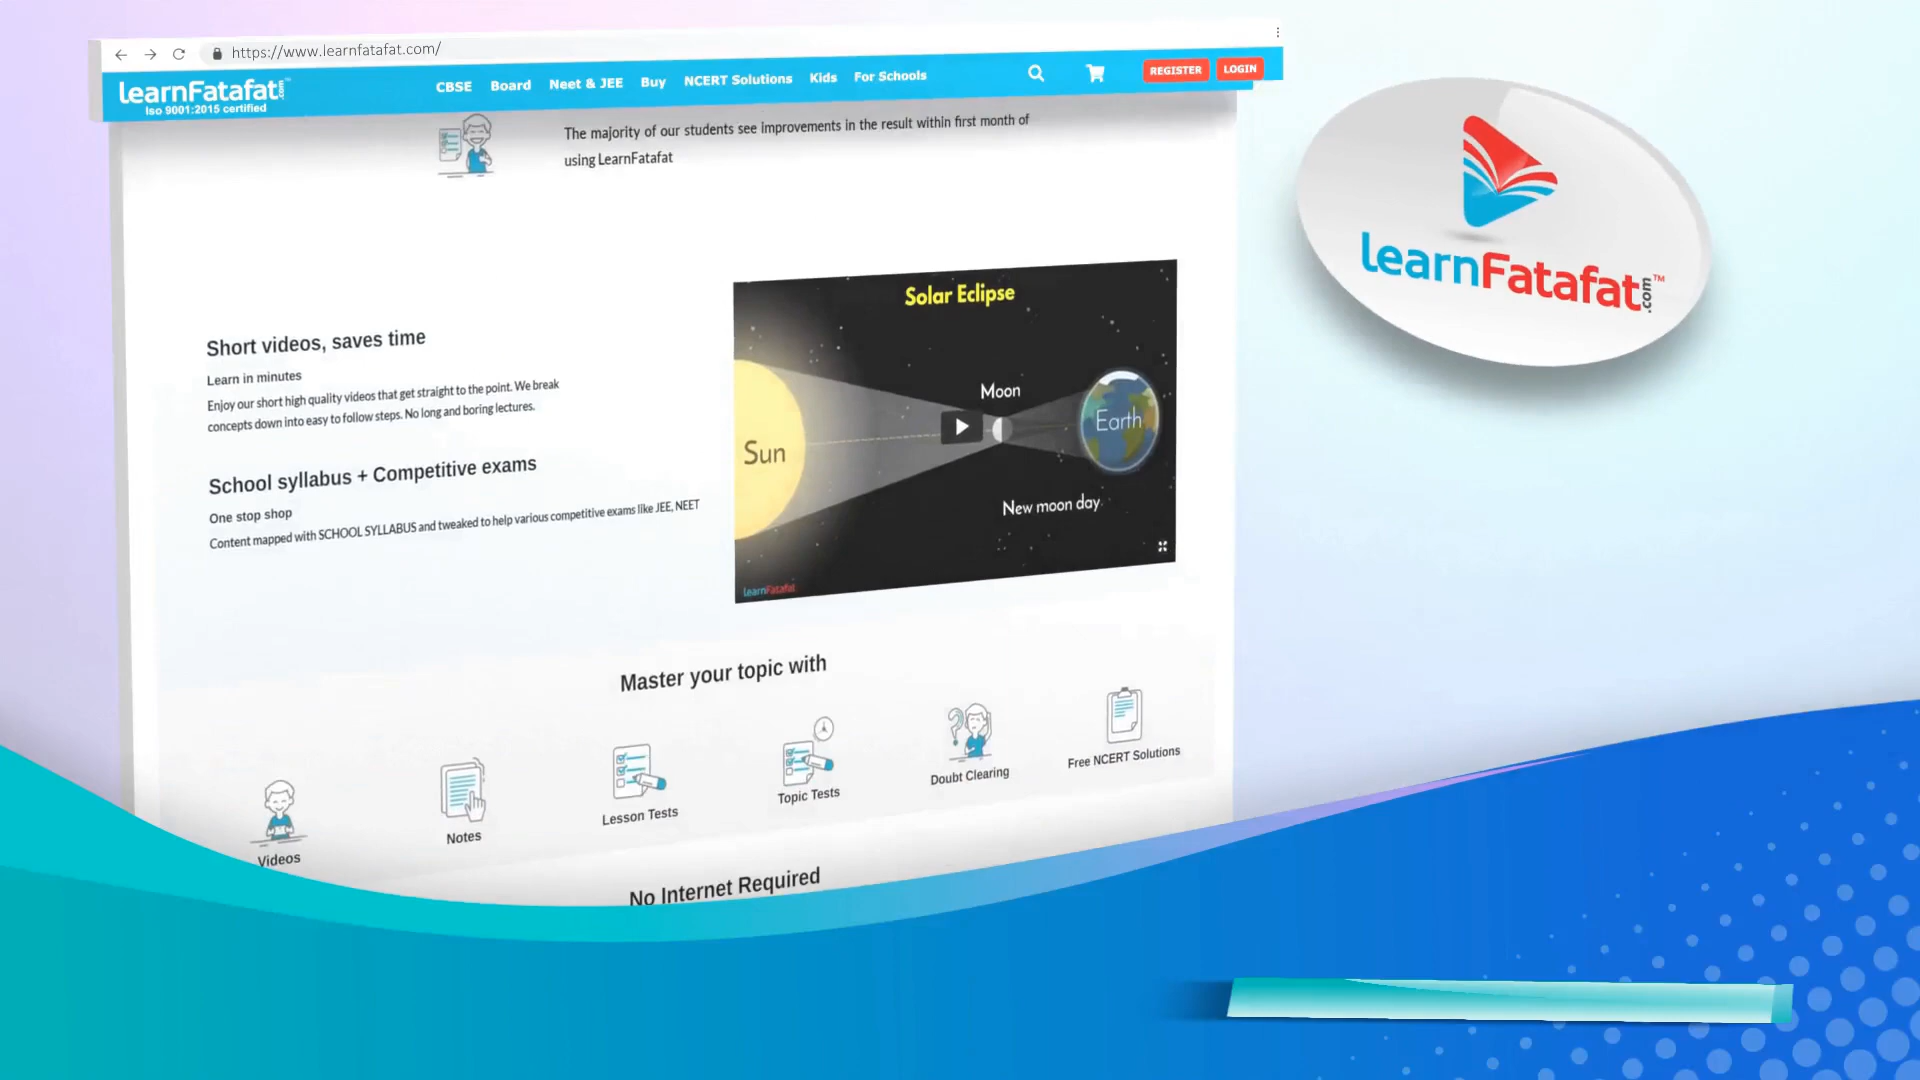 https://www.learnfatafat.com/
learnFatafat.com™
Iso 9001:2015 certified
CBSE Board Neet & JEE Buy NCERT Solutions Kids For Schools
REGISTER LOGIN
The majority of our students see improvements in the result within first month of
using LearnFatafat
learnFatafat.com™
Short videos, saves time
Learn in minutes
Enjoy our short high quality videos that get straight to the point. We break
concepts down into easy to follow steps. No long and boring lectures.
School syllabus + Competitive exams
One stop shop
Content mapped with SCHOOL SYLLABUS and tweaked to help various competitive exams like JEE, NEET
Solar Eclipse
Moon
Earth
Sun
New moon day
learnFatafat
Master your topic with
Videos
Notes
Lesson Tests
Topic Tests
Doubt Clearing
Free NCERT Solutions
No Internet Required